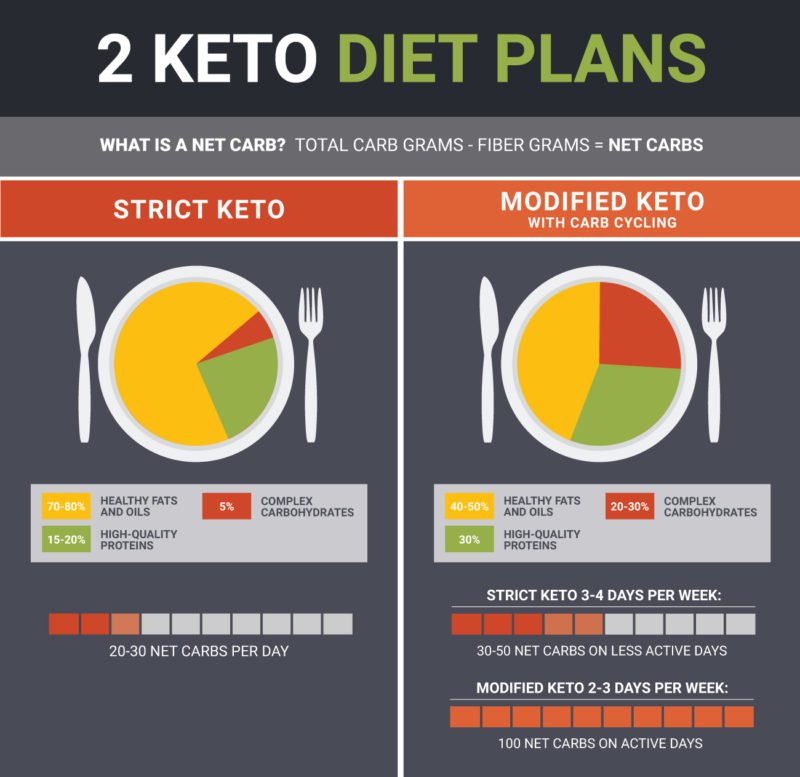 2 KETO DIET PLANS
WHAT IS A NET CARB? TOTAL CARB GRAMS - FIBER GRAMS = NET CARBS
STRICT KETO
70-80%
HEALTHY FATS
AND OILS
5%
COMPLEX
CARBOHYDRATES
15-20%
HIGH-QUALITY
PROTEINS
20-30 NET CARBS PER DAY
MODIFIED KETO
WITH CARB CYCLING
40-50%
HEALTHY FATS
AND OILS
20-30%
COMPLEX
CARBOHYDRATES
30%
HIGH-QUALITY
PROTEINS
STRICT KETO 3-4 DAYS PER WEEK:
30-50 NET CARBS ON LESS ACTIVE DAYS
MODIFIED KETO 2-3 DAYS PER WEEK:
100 NET CARBS ON ACTIVE DAYS